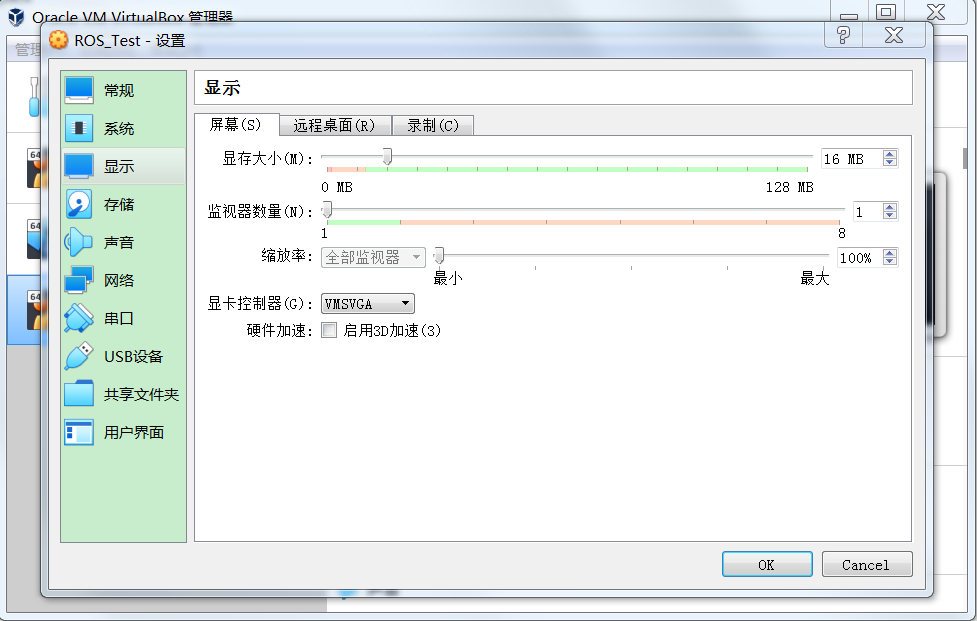 Oracle VM VirtualBox 管理器
管理
ROS_Test - 设置
常规
系统
显示
存储
声音
网络
串口
USB设备
共享文件夹
用户界面
显示
屏幕(S) 远程桌面(R) 录制(C)
显存大小(M): 16 MB
0 MB 128 MB
监视器数量(N): 1
1 8
缩放率: 全部监视器 100%
最小 最大
显卡控制器(G): VMSVGA
硬件加速: 启用3D加速(3)
64
64
64
OK Cancel